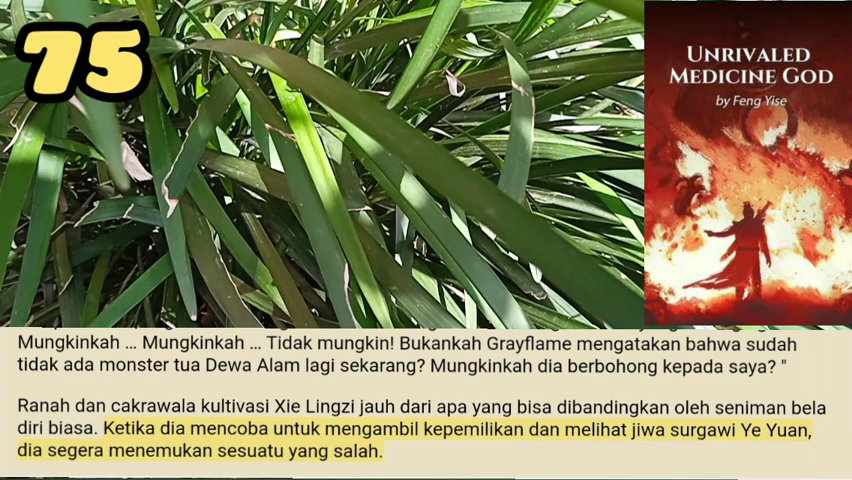 75
UNRIVALED
MEDICINE GOD
by Feng Yise
Mungkinkah ... Mungkinkah ... Tidak mungkin! Bukankah Grayflame mengatakan bahwa sudah
tidak ada monster tua Dewa Alam lagi sekarang? Mungkinkah dia berbohong kepada saya? "
Ranah dan cakrawala kultivasi Xie Lingzi jauh dari apa yang bisa dibandingkan oleh seniman bela
diri biasa. Ketika dia mencoba untuk mengambil kepemilikan dan melihat jiwa surgawi Ye Yuan,
dia segera menemukan sesuatu yang salah.